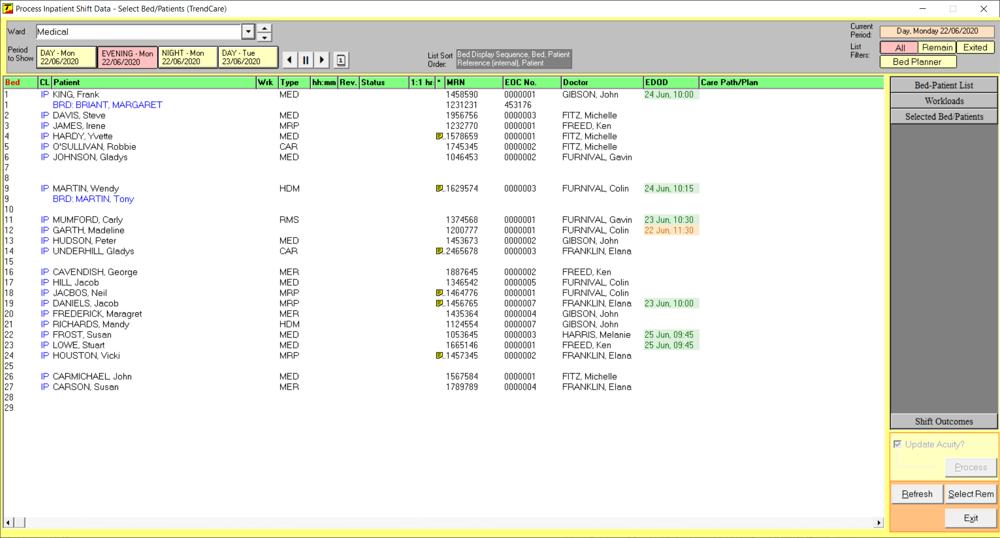 Process Inpatient Shift Data - Select Bed/Patients (TrendCare)
Ward Medical
Period to Show
DAY - Mon 22/06/2020
EVENING - Mon 22/06/2020
NIGHT - Mon 22/06/2020
DAY - Tue 23/06/2020
1
List Sort Order:
Bed Display Sequence, Bed, Patient
Reference (internal), Patient
Current Period: Day, Monday 22/06/2020
List Filters: All Remain Exited
Bed Planner
Bed CL Patient Wrk Type hh:mm Rev. Status 1:1 hr: * MRN EOC No. Doctor EDOD Care Path/Plan
1 IP KING, Frank MED 1458590 0000001 GIBSON, John 24 Jun, 10:00
1 BRD: BRIANT, MARGARET 1231231 453176
2 IP DAVIS, Steve MED 1956756 0000003 FITZ, Michelle
3 IP JAMES, Irene MRP 1232770 0000001 FREED, Ken
4 IP HARDY, Yvette MED ..1578659 0000001 FITZ, Michelle
5 IP O'SULLIVAN, Robbie CAR 1745345 0000002 FITZ, Michelle
6 IP JOHNSON, Gladys MED 1046453 0000002 FURNIVAL, Gavin
7
8
9 IP MARTIN, Wendy HDM ..1629574 0000003 FURNIVAL, Colin 24 Jun, 10:15
9 BRD: MARTIN, Tony
10
11 IP MUMFORD, Carly RMS 1374568 0000001 FURNIVAL, Gavin 23 Jun, 10:30
12 IP GARTH, Madeline 1200777 0000001 FURNIVAL, Colin 22 Jun, 11:30
13 IP HUDSON, Peter MED 1453673 0000002 GIBSON, John
14 IP UNDERHILL, Gladys CAR ..2465678 0000003 FRANKLIN, Elana
15
16 IP CAVENDISH, George MER 1887645 0000002 FREED, Ken
17 IP HILL, Jacob MED 1346542 0000005 FURNIVAL, Colin
18 IP JACBOS, Neil MRP ..1464776 0000001 FURNIVAL, Colin
19 IP DANIELS, Jacob MRP ..1456765 0000007 FRANKLIN, Elana 23 Jun, 10:00
20 IP FREDERICK, Maragret MER 1435364 0000004 GIBSON, John
21 IP RICHARDS, Mandy HDM 1124554 0000007 GIBSON, John
22 IP FROST, Susan MED 1053645 0000003 HARRIS, Melanie 25 Jun, 09:45
23 IP LOWE, Stuart MED 1665146 0000001 FREED, Ken 25 Jun, 09:45
24 IP HOUSTON, Vicki MRP ..1457345 0000002 FRANKLIN, Elana
25
26 IP CARMICHAEL, John MED 1567584 0000001 FITZ, Michelle
27 IP CARSON, Susan MER 1789789 0000004 FRANKLIN, Elana
28
29
Bed-Patient List
Workloads
Selected Bed/Patients
Shift Outcomes
Update Acuity?
Process
Refresh Select Rem
Exit